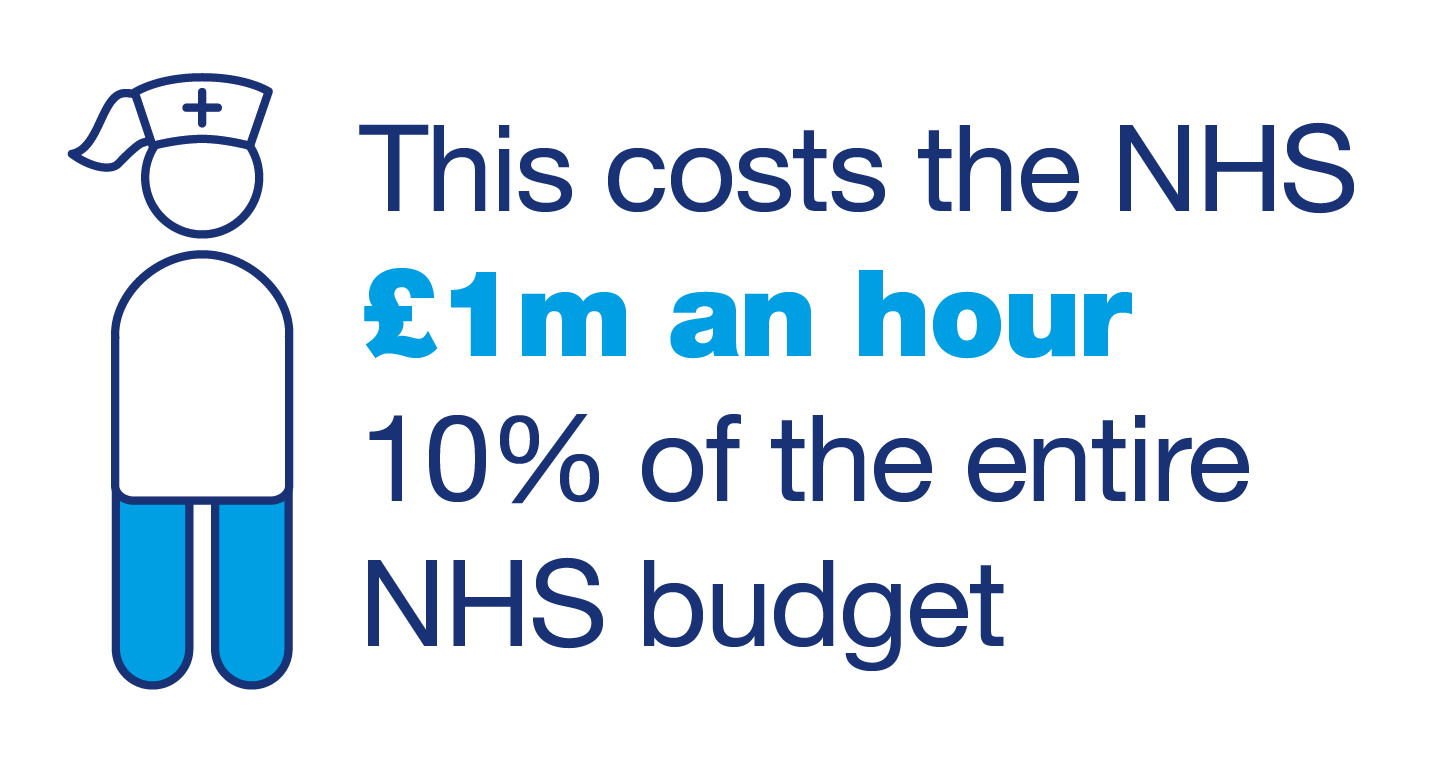 This costs the NHS
£1m an hour
10% of the entire
NHS budget